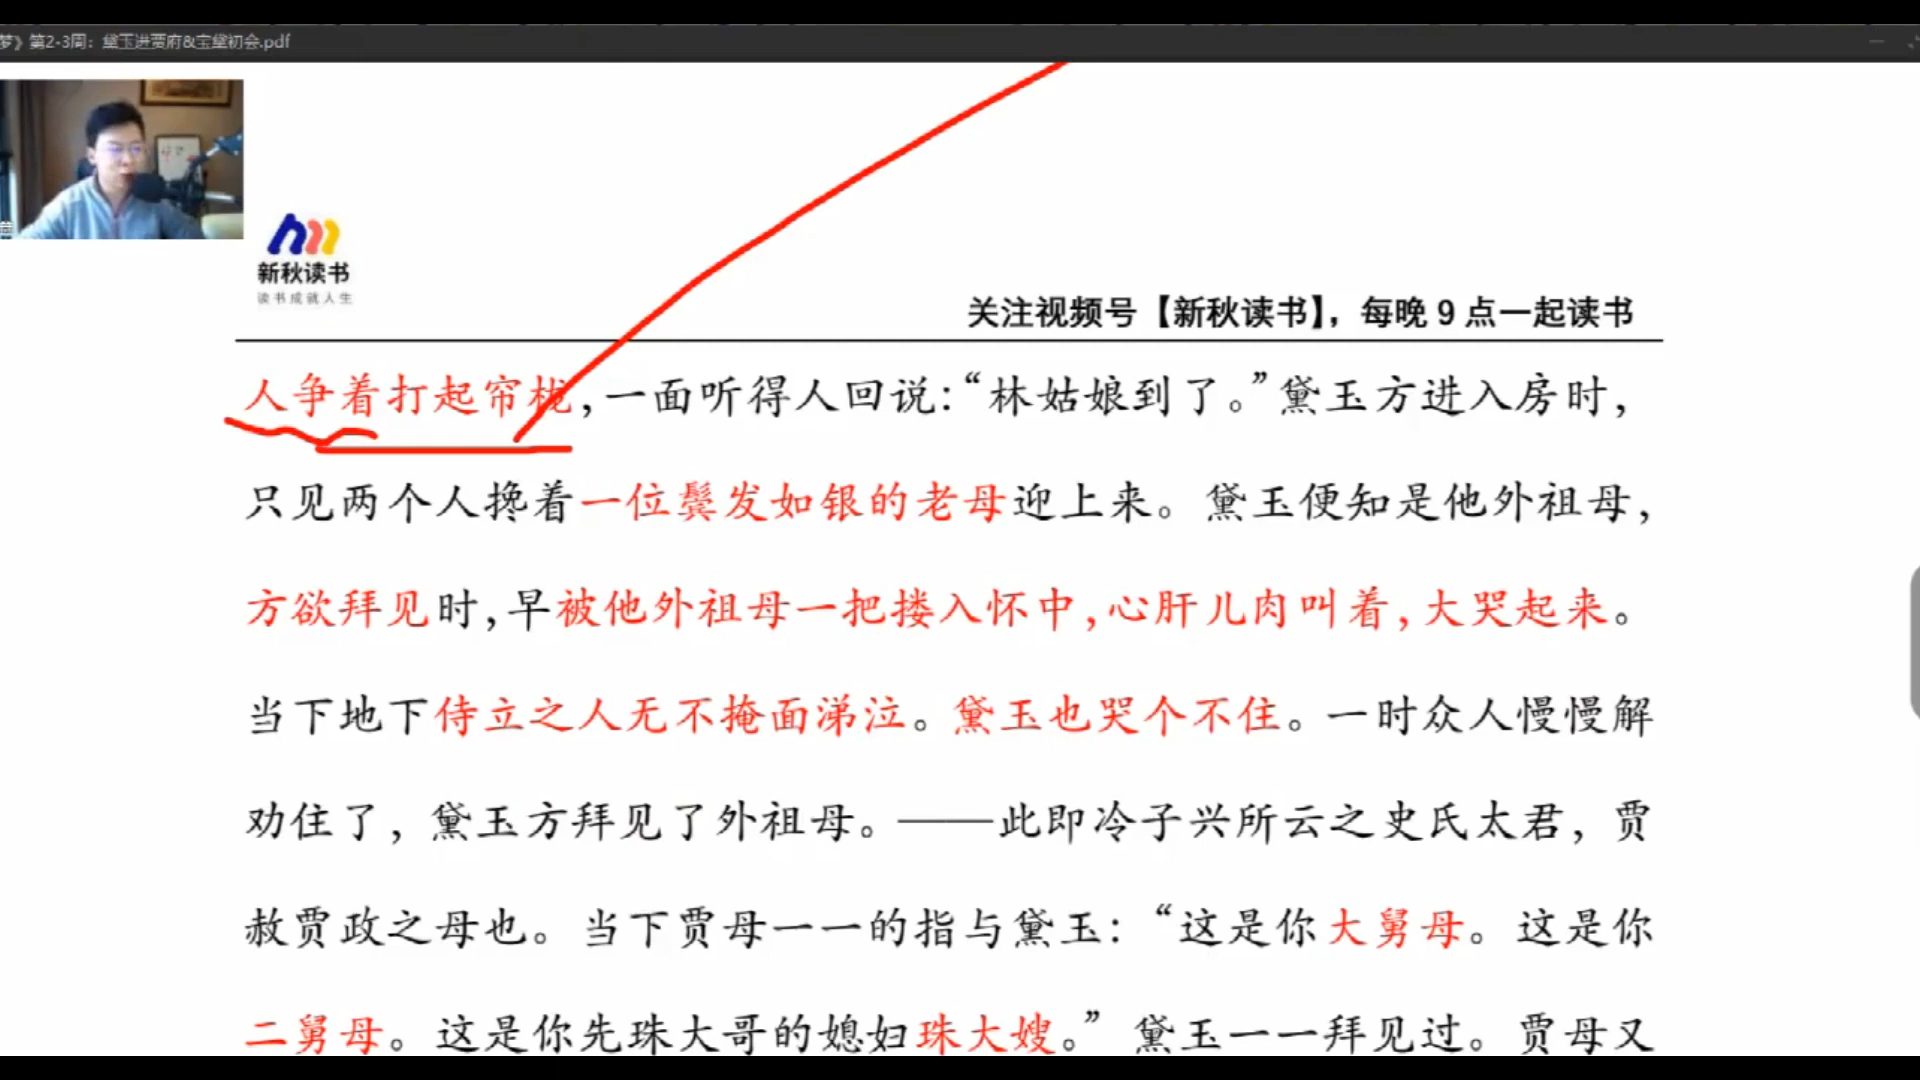 梦》第2-3周：黛玉进贾府&宝黛初会.pdf
新秋读书
读书成就人生
关注视频号【新秋读书】，每晚9点一起读书
人争着打起帘栊，一面听得人回说：“林姑娘到了。”黛玉方进入房时，
只见两个人搀着一位鬓发如银的老母迎上来。黛玉便知是他外祖母，
方欲拜见时，早被他外祖母一把搂入怀中，心肝儿肉叫着，大哭起来。
当下地下侍立之人无不掩面涕泣。黛玉也哭个不住。一时众人慢慢解
劝住了，黛玉方拜见了外祖母。——此即冷子兴所云之史氏太君，贾
赦贾政之母也。当下贾母一一的指与黛玉：“这是你大舅母。这是你
二舅母。这是你先珠大哥的媳妇珠大嫂。”黛玉一一拜见过。贾母又